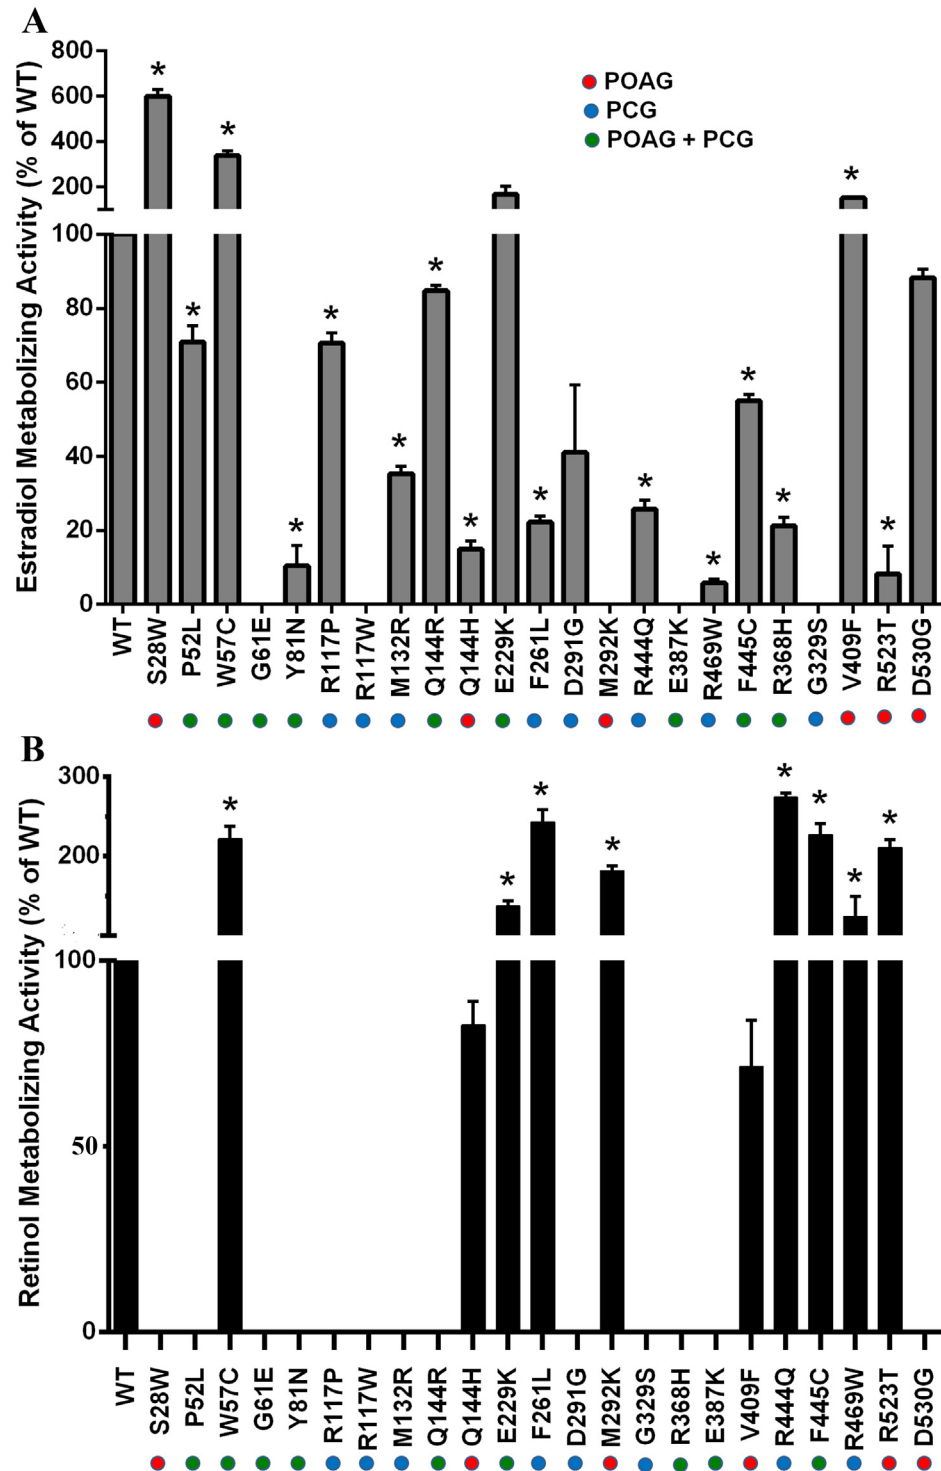 A
Estradiol Metabolizing Activity (% of WT)
800
600
400
200
100
80
60
40
20
0
* * * * * * * * * * * * * * *
POAG
PCG
POAG + PCG
WT S28W P52L W57C G61E Y81N R117P R117W M132R Q144R Q144H E229K F261L D291G M292K R444Q E387K R469W F445C R368H G329S V409F R523T D530G
B
Retinol Metabolizing Activity (% of WT)
300
200
100
50
0
* * * * * * * *
WT S28W P52L W57C G61E Y81N R117P R117W M132R Q144R Q144H E229K F261L D291G M292K G329S R368H E387K V409F R444Q F445C R469W R523T D530G